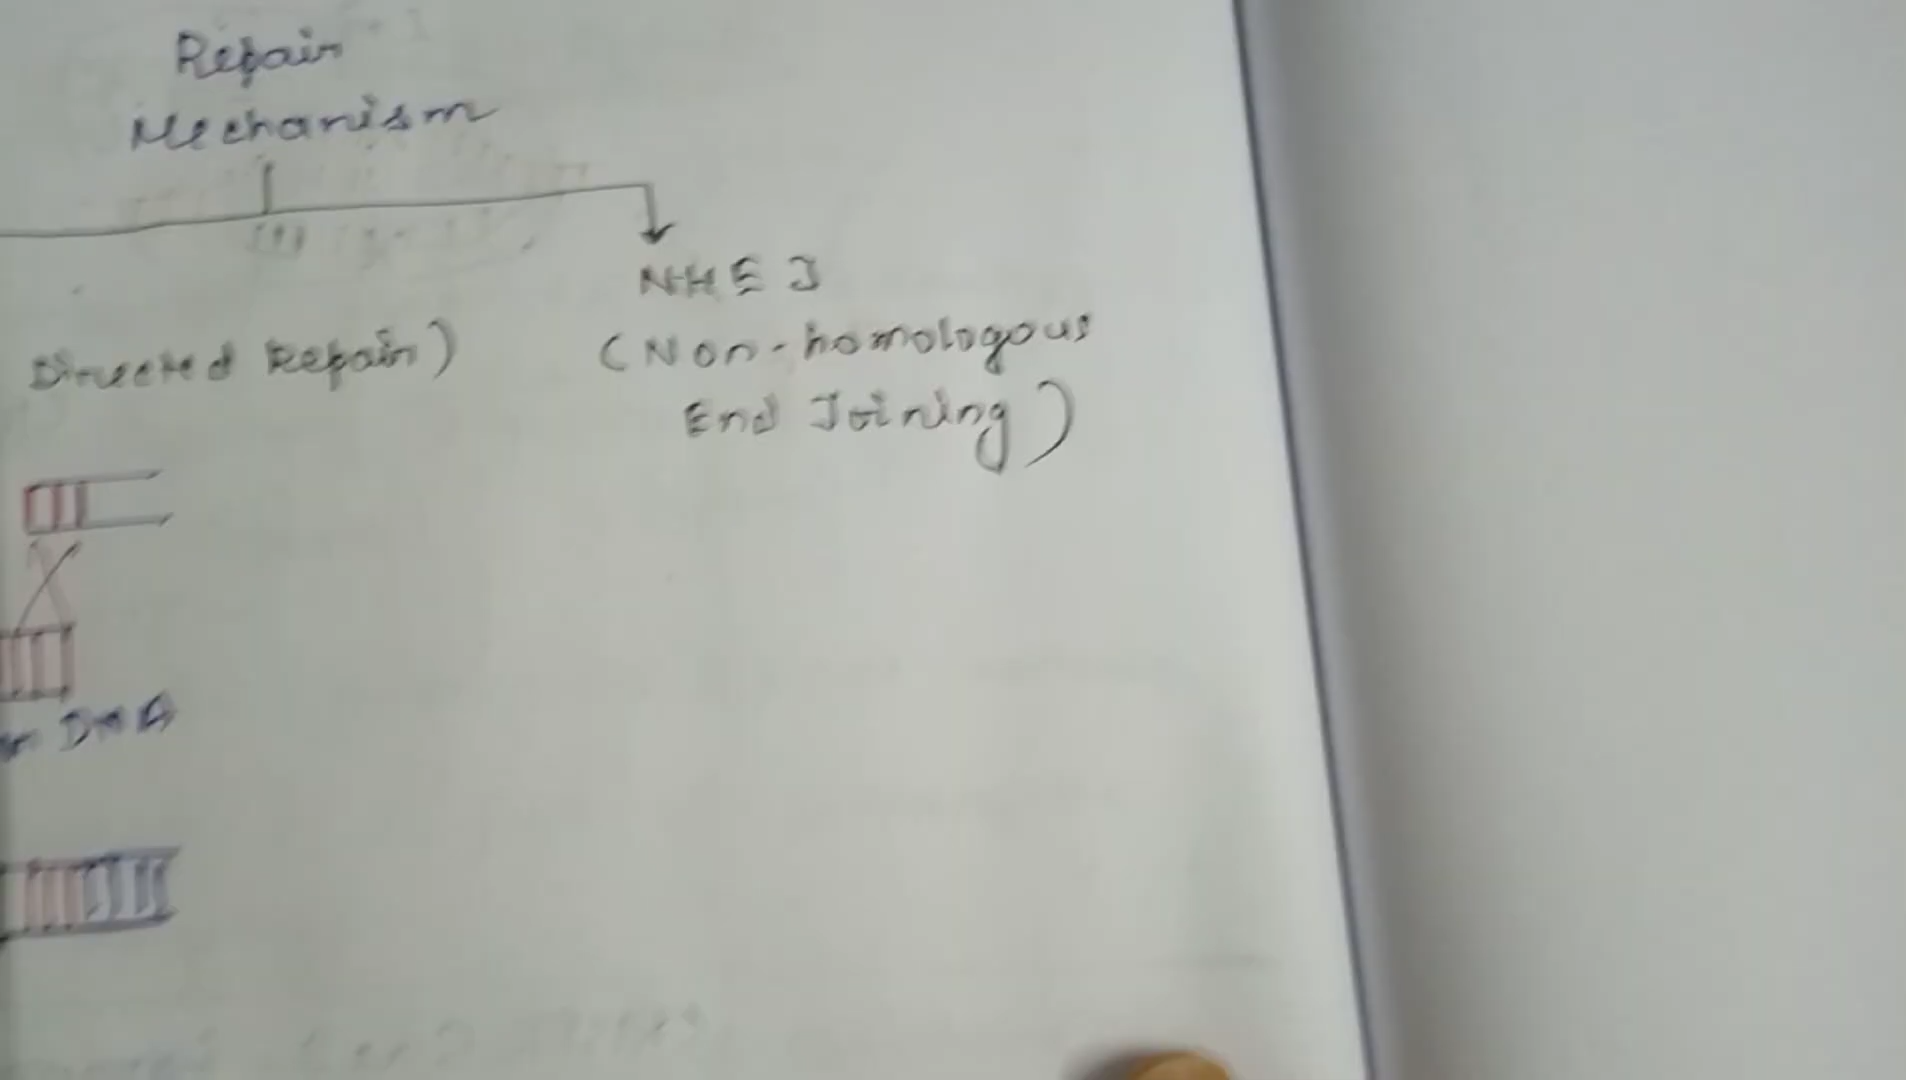 Repair
Mechanism
NHEJ
Directed Repair)
(Non-homologous
End Joining)
DNA